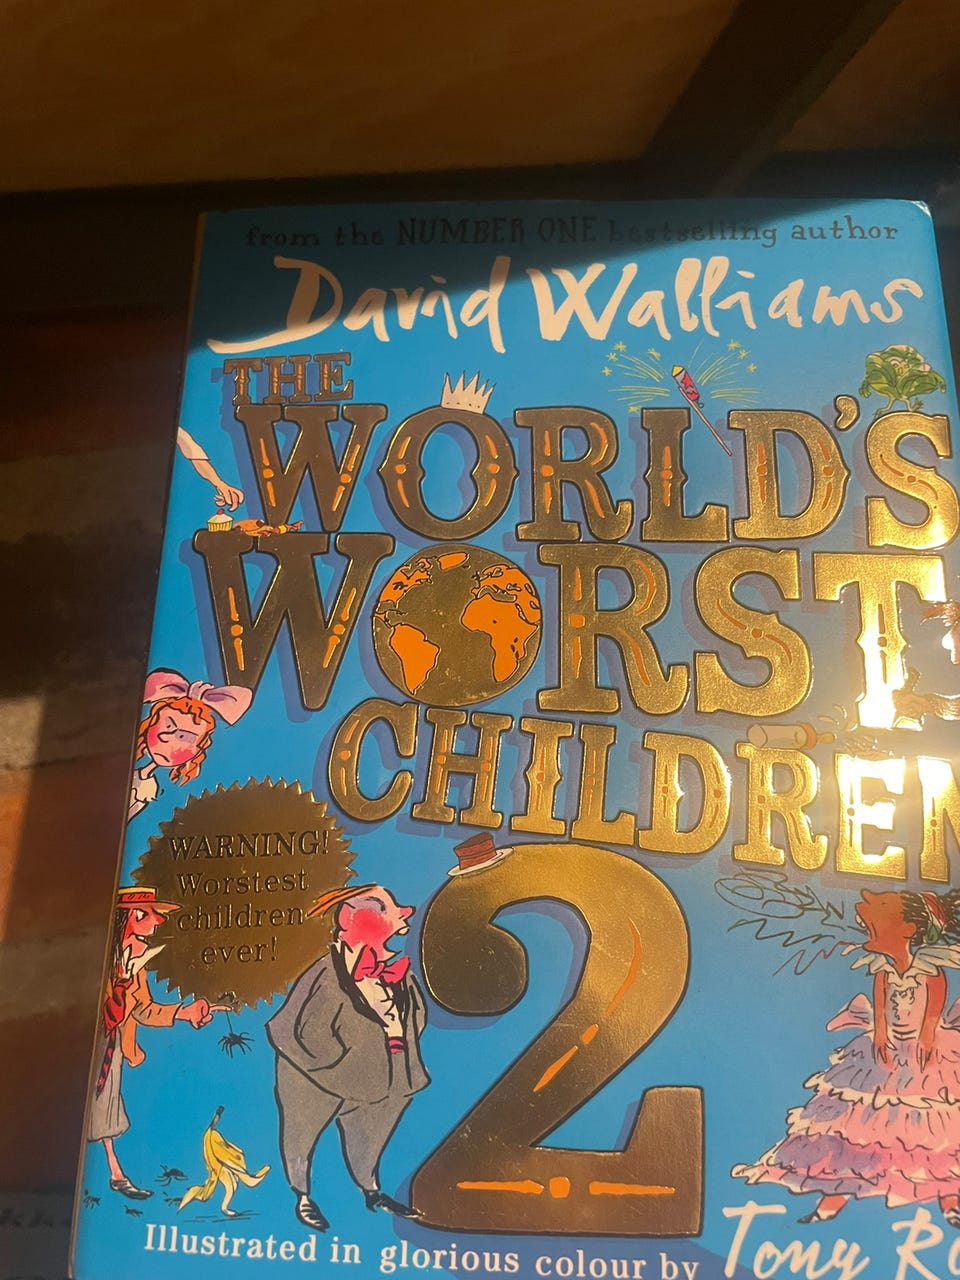 from the NUMBER ONE bestselling author
David Walliams
THE
WORLD'S
WORST
CHILDREN
2
WARNING!
Worstest
children
ever!
Illustrated in glorious colour by Tony